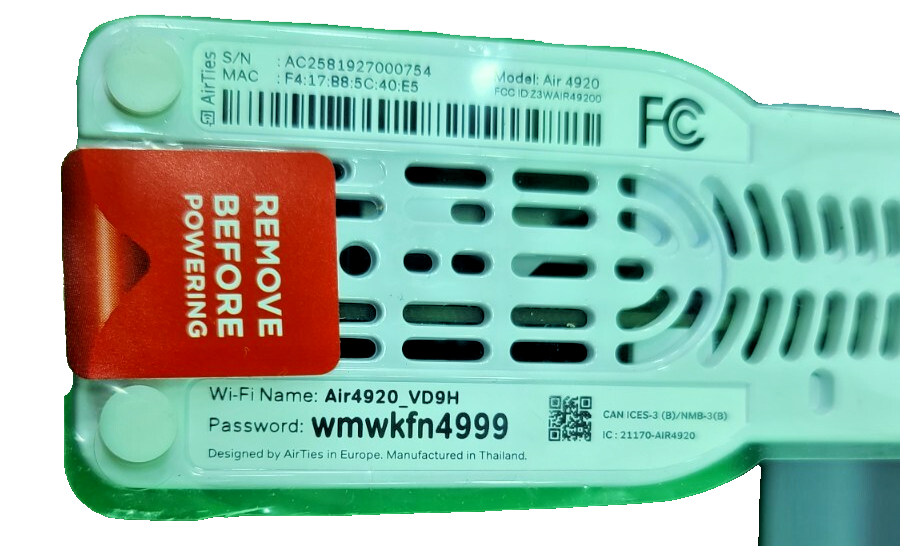 AirTies
S/N : AC2581927000754
MAC : F4:17:B8:5C:40:E5
Model: Air 4920
FCC ID:Z3WAIR49200
FC
REMOVE
BEFORE
POWERING
Wi-Fi Name: Air4920_VD9H
Password: wmwkfn4999
Designed by AirTies in Europe. Manufactured in Thailand.
CAN ICES-3 (B)/NMB-3(B)
IC : 21170-AIR4920